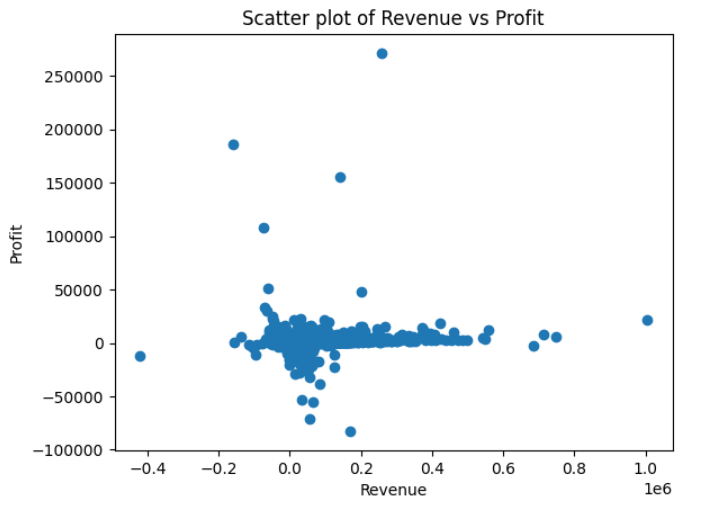 Scatter plot of Revenue vs Profit
250000
200000
150000
100000
50000
0
−50000
−100000
Profit
−0.4 −0.2 0.0 0.2 0.4 0.6 0.8 1.0
1e6
Revenue